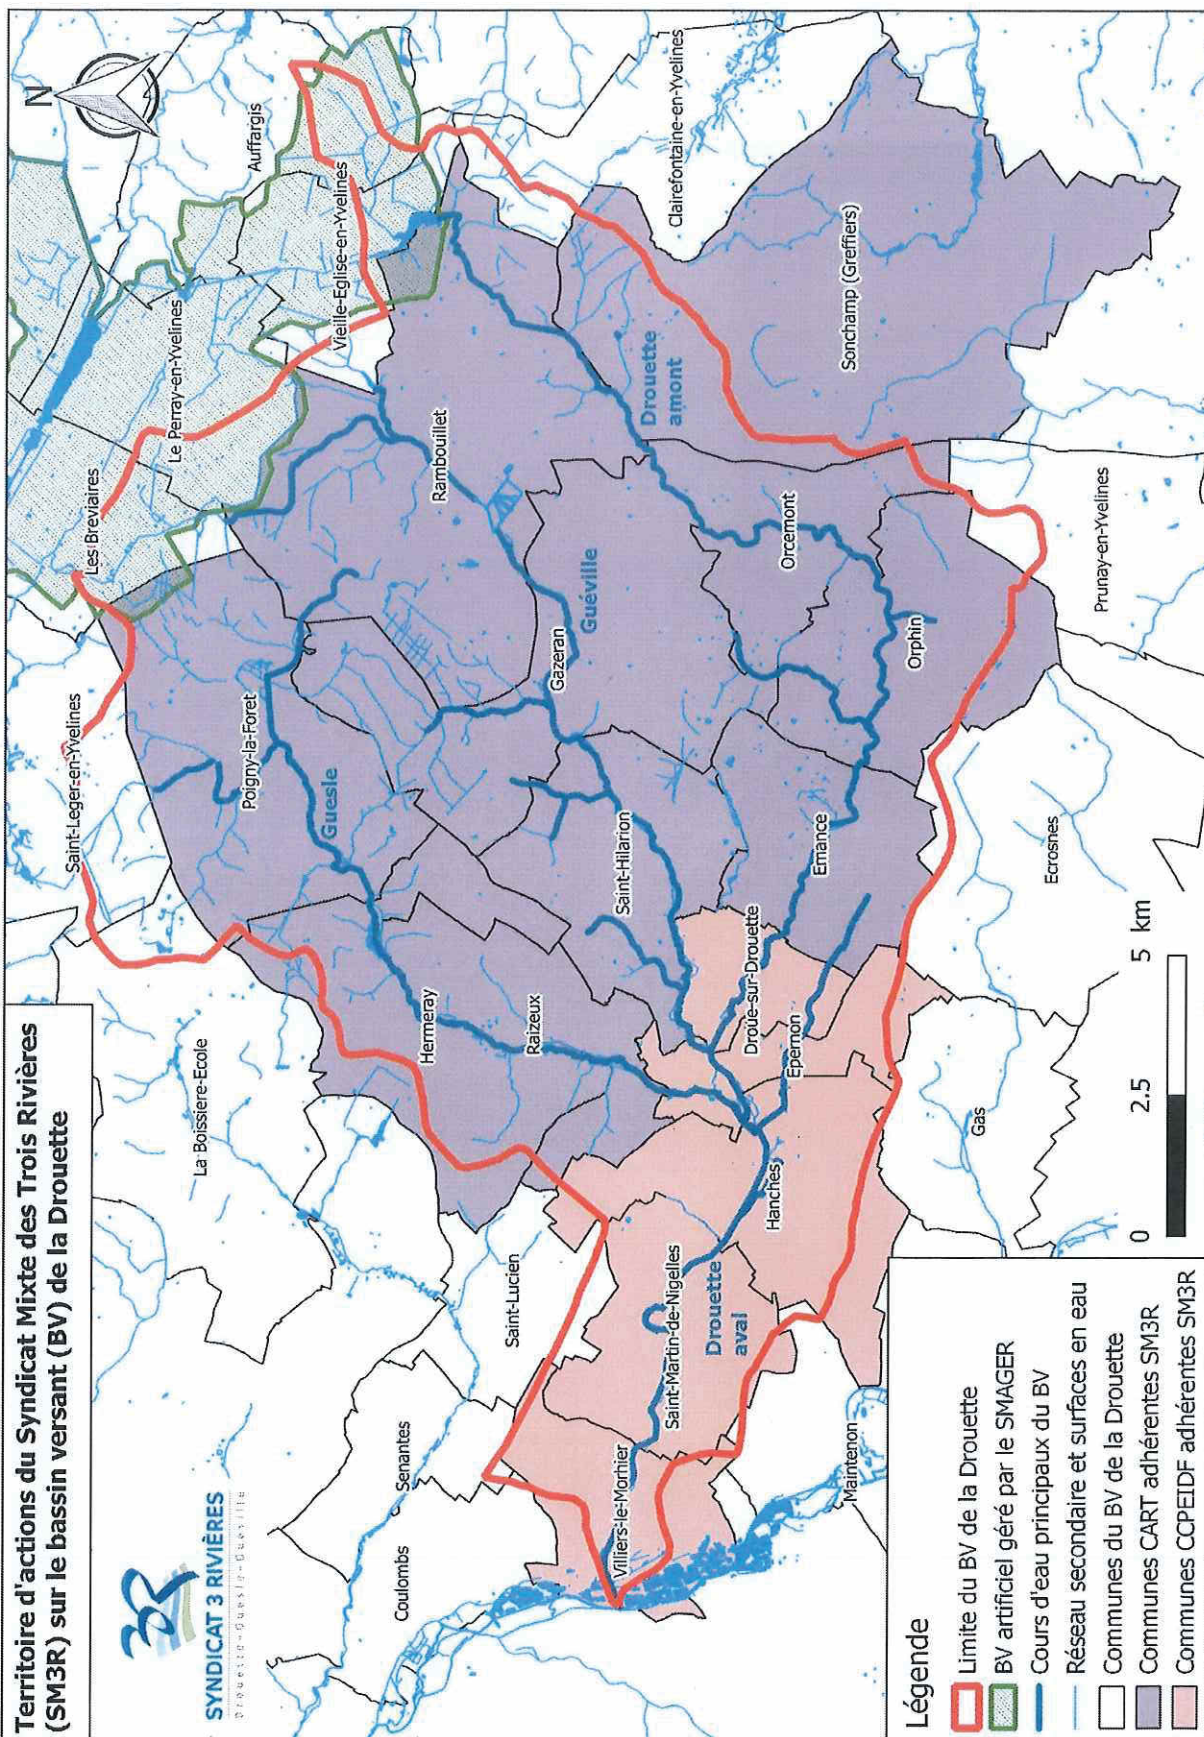 Territoire d'actions du Syndicat Mixte des Trois Rivières
(SM3R) sur le bassin versant (BV) de la Drouette
3R
SYNDICAT 3 RIVIÈRES
Drouette-Guesle-Guéville
N
Saint-Leger-en-Yvelines
Les Breviaires
Le Perray-en-Yvelines
Auffargis
Vieille-Eglise-en-Yvelines
La Boissiere-Ecole
Poigny-la-Foret
Guesle
Rambouillet
Hermeray
Raizeux
Gazeran
Guéville
Clairefontaine-en-Yvelines
Saint-Lucien
Saint-Hilarion
Drouette
amont
Senantes
Coulombs
Sonchamp (Greffiers)
Orcemont
Droue-sur-Drouette
Emance
Epernon
Orphin
Saint-Martin-de-Nigelles
Hanches
Drouette
aval
Villiers-le-Morhier
Maintenon
Gas
Ecrosnes
Prunay-en-Yvelines
0
2.5
5 km
Légende
Limite du BV de la Drouette
BV artificiel géré par le SMAGER
Cours d'eau principaux du BV
Réseau secondaire et surfaces en eau
Communes du BV de la Drouette
Communes CART adhérentes SM3R
Communes CCPEIDF adhérentes SM3R